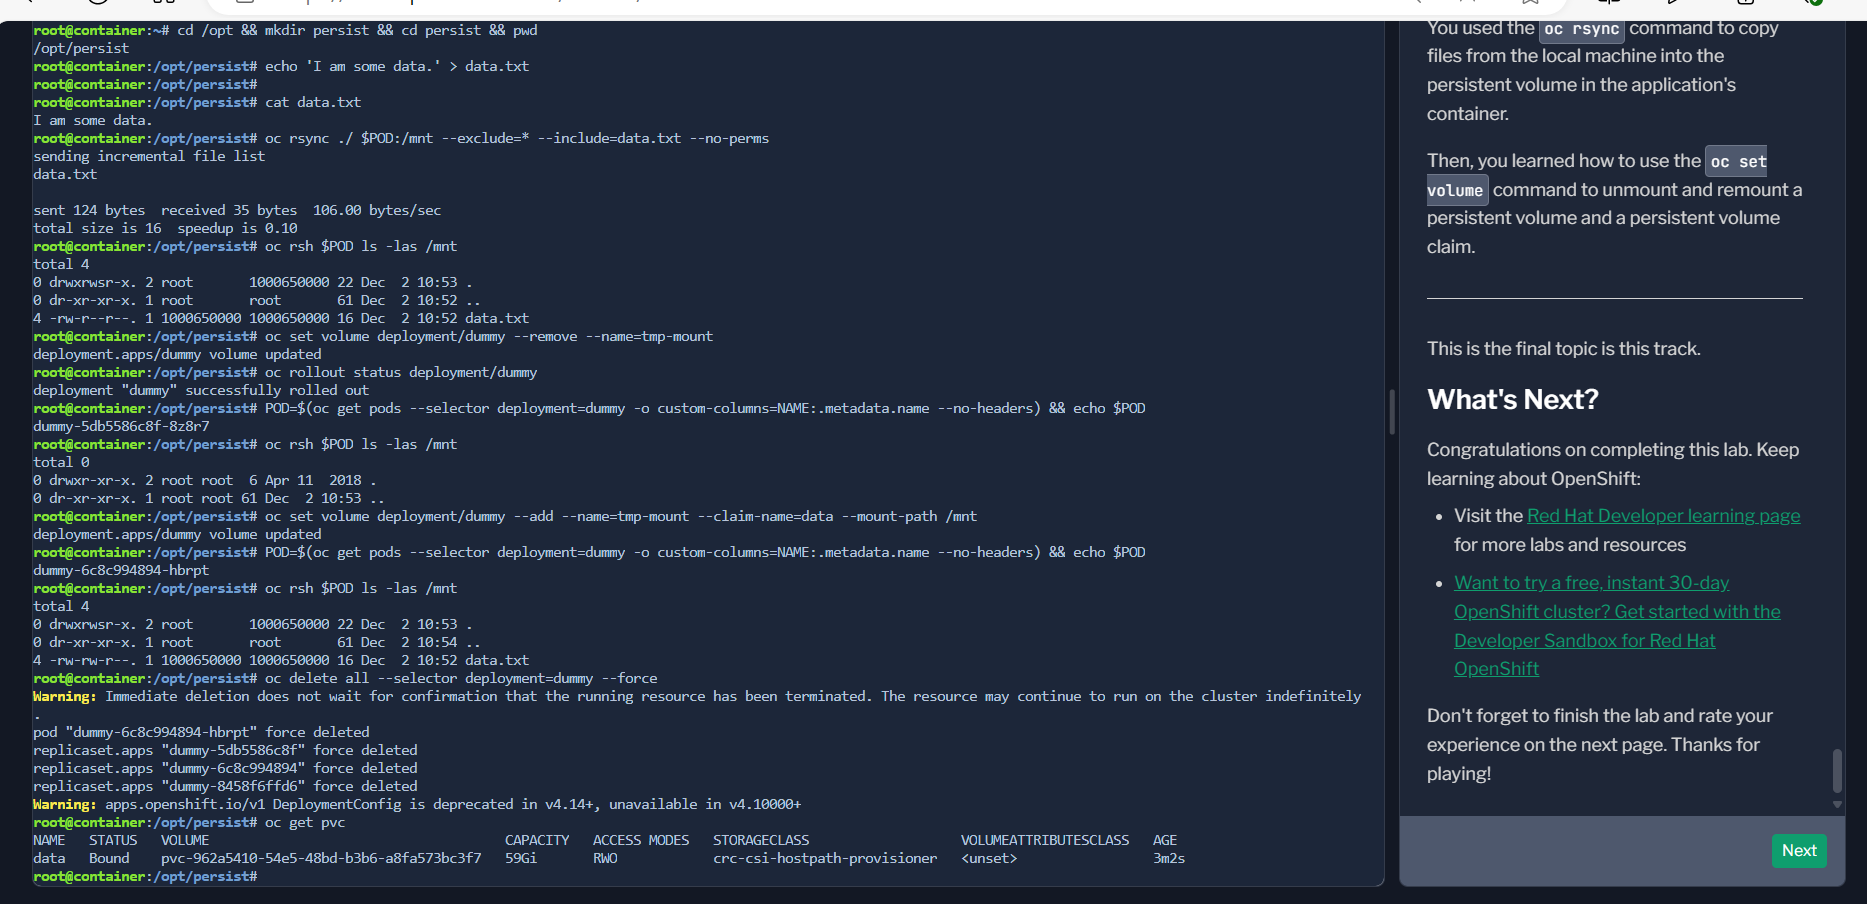 root@container:~# cd /opt && mkdir persist && cd persist && pwd
/opt/persist
root@container:/opt/persist# echo 'I am some data.' > data.txt
root@container:/opt/persist#
root@container:/opt/persist# cat data.txt
I am some data.
root@container:/opt/persist# oc rsync ./ $POD:/mnt --exclude=* --include=data.txt --no-perms
sending incremental file list
data.txt
sent 124 bytes  received 35 bytes  106.00 bytes/sec
total size is 16  speedup is 0.10
root@container:/opt/persist# oc rsh $POD ls -las /mnt
total 4
0 drwxrwsr-x. 2 root       1000650000 22 Dec  2 10:53 .
0 dr-xr-xr-x. 1 root       root       61 Dec  2 10:52 ..
4 -rw-r--r--. 1 1000650000 1000650000 16 Dec  2 10:52 data.txt
root@container:/opt/persist# oc set volume deployment/dummy --remove --name=tmp-mount
deployment.apps/dummy volume updated
root@container:/opt/persist# oc rollout status deployment/dummy
deployment "dummy" successfully rolled out
root@container:/opt/persist# POD=$(oc get pods --selector deployment=dummy -o custom-columns=NAME:.metadata.name --no-headers) && echo $POD
dummy-5db5586c8f-8z8r7
root@container:/opt/persist# oc rsh $POD ls -las /mnt
total 0
0 drwxr-xr-x. 2 root root  6 Apr 11  2018 .
0 dr-xr-xr-x. 1 root root 61 Dec  2 10:53 ..
root@container:/opt/persist# oc set volume deployment/dummy --add --name=tmp-mount --claim-name=data --mount-path /mnt
deployment.apps/dummy volume updated
root@container:/opt/persist# POD=$(oc get pods --selector deployment=dummy -o custom-columns=NAME:.metadata.name --no-headers) && echo $POD
dummy-6c8c994894-hbrpt
root@container:/opt/persist# oc rsh $POD ls -las /mnt
total 4
0 drwxrwsr-x. 2 root       1000650000 22 Dec  2 10:53 .
0 dr-xr-xr-x. 1 root       root       61 Dec  2 10:54 ..
4 -rw-rw-r--. 1 1000650000 1000650000 16 Dec  2 10:52 data.txt
root@container:/opt/persist# oc delete all --selector deployment=dummy --force
Warning: Immediate deletion does not wait for confirmation that the running resource has been terminated. The resource may continue to run on the cluster indefinitely
.
pod "dummy-6c8c994894-hbrpt" force deleted
replicaset.apps "dummy-5db5586c8f" force deleted
replicaset.apps "dummy-6c8c994894" force deleted
replicaset.apps "dummy-8458f6ffd6" force deleted
Warning: apps.openshift.io/v1 DeploymentConfig is deprecated in v4.14+, unavailable in v4.10000+
root@container:/opt/persist# oc get pvc
NAME   STATUS   VOLUME                                     CAPACITY   ACCESS MODES   STORAGECLASS                   VOLUMEATTRIBUTESCLASS   AGE
data   Bound    pvc-962a5410-54e5-48bd-b3b6-a8fa573bc3f7   59Gi       RWO            crc-csi-hostpath-provisioner   <unset>                 3m2s
root@container:/opt/persist#
You used the oc rsync command to copy
files from the local machine into the
persistent volume in the application's
container.
Then, you learned how to use the oc set
volume command to unmount and remount a
persistent volume and a persistent volume
claim.
This is the final topic is this track.
What's Next?
Congratulations on completing this lab. Keep
learning about OpenShift:
• Visit the Red Hat Developer learning page
for more labs and resources
• Want to try a free, instant 30-day
OpenShift cluster? Get started with the
Developer Sandbox for Red Hat
OpenShift
Don't forget to finish the lab and rate your
experience on the next page. Thanks for
playing!
Next